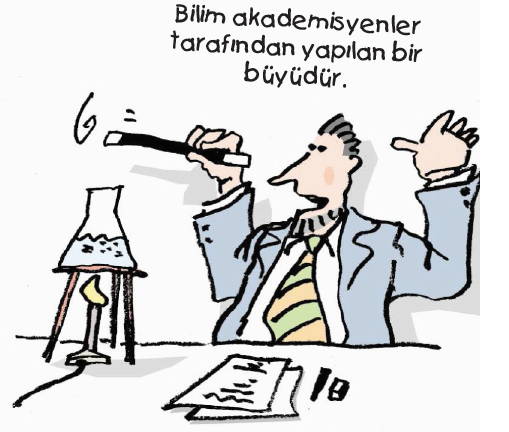 Bilim akademisyenler
tarafından yapılan bir
büyüdür.